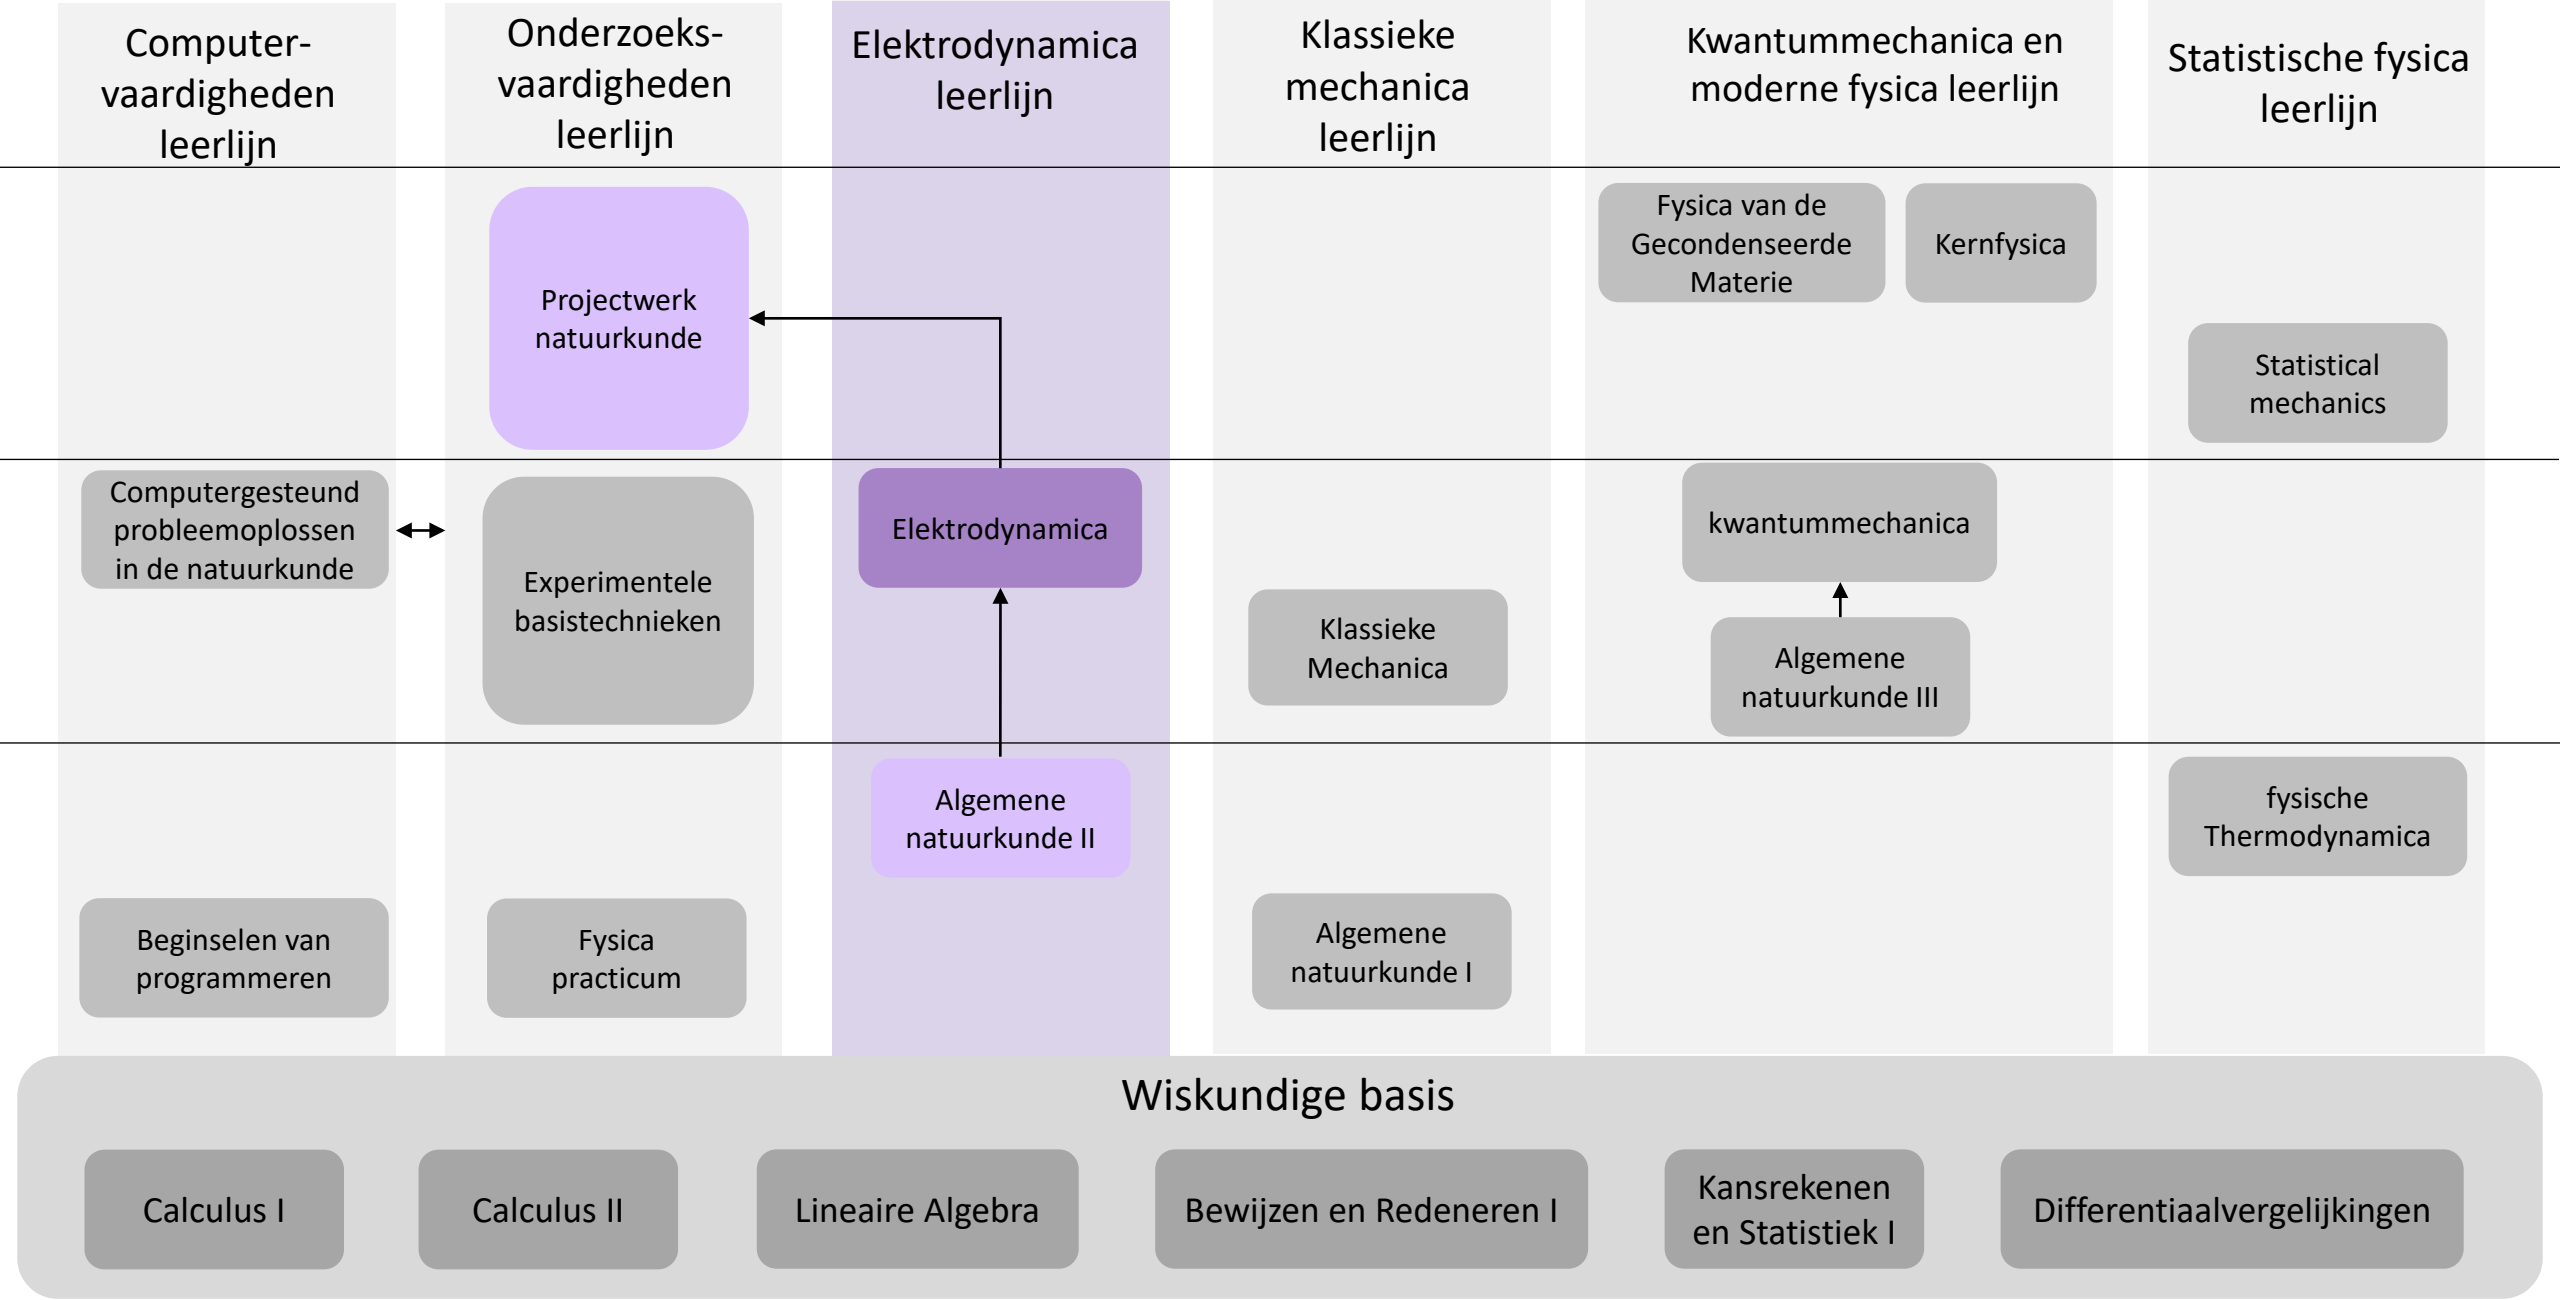 Computer-
vaardigheden
leerlijn
Onderzoeks-
vaardigheden
leerlijn
Elektrodynamica
leerlijn
Klassieke
mechanica
leerlijn
Kwantummechanica en
moderne fysica leerlijn
Statistische fysica
leerlijn
Projectwerk
natuurkunde
Fysica van de
Gecondenseerde
Materie
Kernfysica
Statistical
mechanics
Computergesteund
probleemoplossen
in de natuurkunde
Experimentele
basistechnieken
Elektrodynamica
Klassieke
Mechanica
kwantummechanica
Algemene
natuurkunde III
Algemene
natuurkunde II
fysische
Thermodynamica
Beginselen van
programmeren
Fysica
practicum
Algemene
natuurkunde I
Wiskundige basis
Calculus I
Calculus II
Lineaire Algebra
Bewijzen en Redeneren I
Kansrekenen
en Statistiek I
Differentiaalvergelijkingen